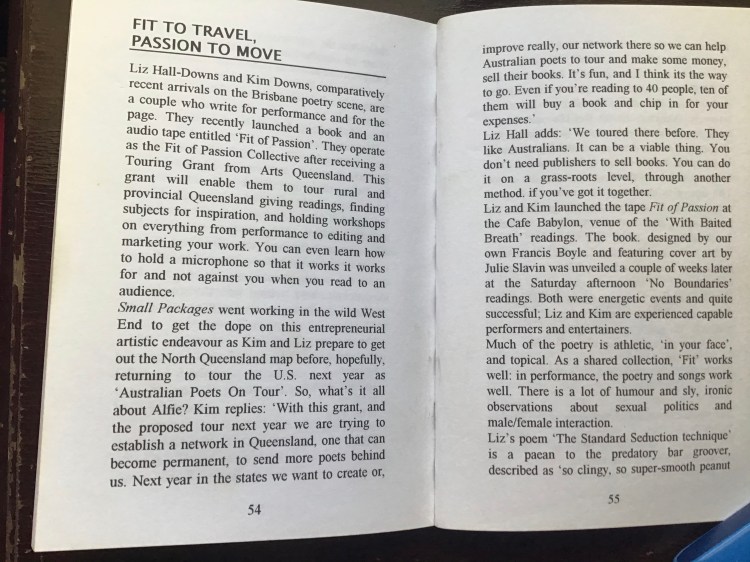 FIT TO TRAVEL,
PASSION TO MOVE
Liz Hall-Downs and Kim Downs, comparatively
recent arrivals on the Brisbane poetry scene, are
a couple who write for performance and for the
page. They recently launched a book and an
audio tape entitled ‘Fit of Passion’. They operate
as the Fit of Passion Collective after receiving a
Touring Grant from Arts Queensland. This
grant will enable them to tour rural and
provincial Queensland giving readings, finding
subjects for inspiration, and holding workshops
on everything from performance to editing and
marketing your work. You can even learn how
to hold a microphone so that it works it works
for and not against you when you read to an
audience.
Small Packages went working in the wild West
End to get the dope on this entrepreneurial
artistic endeavour as Kim and Liz prepare to get
out the North Queensland map before, hopefully,
returning to tour the U.S. next year as
‘Australian Poets On Tour’. So, what’s it all
about Alfie? Kim replies: ‘With this grant, and
the proposed tour next year we are trying to
establish a network in Queensland, one that can
become permanent, to send more poets behind
us. Next year in the states we want to create or,
54
improve really, our network there so we can help
Australian poets to tour and make some money,
sell their books. It’s fun, and I think its the way
to go. Even if you’re reading to 40 people, ten of
them will buy a book and chip in for your
expenses.’
Liz Hall adds: ‘We toured there before. They
like Australians. It can be a viable thing. You
don’t need publishers to sell books. You can do
it on a grass-roots level, through another
method. if you’ve got it together.
Liz and Kim launched the tape Fit of Passion at
the Cafe Babylon, venue of the ‘With Baited
Breath’ readings. The book. designed by our
own Francis Boyle and featuring cover art by
Julie Slavin was unveiled a couple of weeks later
at the Saturday afternoon ‘No Boundaries’
readings. Both were energetic events and quite
successful; Liz and Kim are experienced capable
performers and entertainers.
Much of the poetry is athletic, ‘in your face’,
and topical. As a shared collection, ‘Fit’ works
well: in performance, the poetry and songs work
well. There is a lot of humour and sly, ironic
observations about sexual politics and
male/female interaction.
Liz’s poem ‘The Standard Seduction technique’
is a paean to the predatory bar groover,
described as ‘so clingy, so super-smooth peanut
55